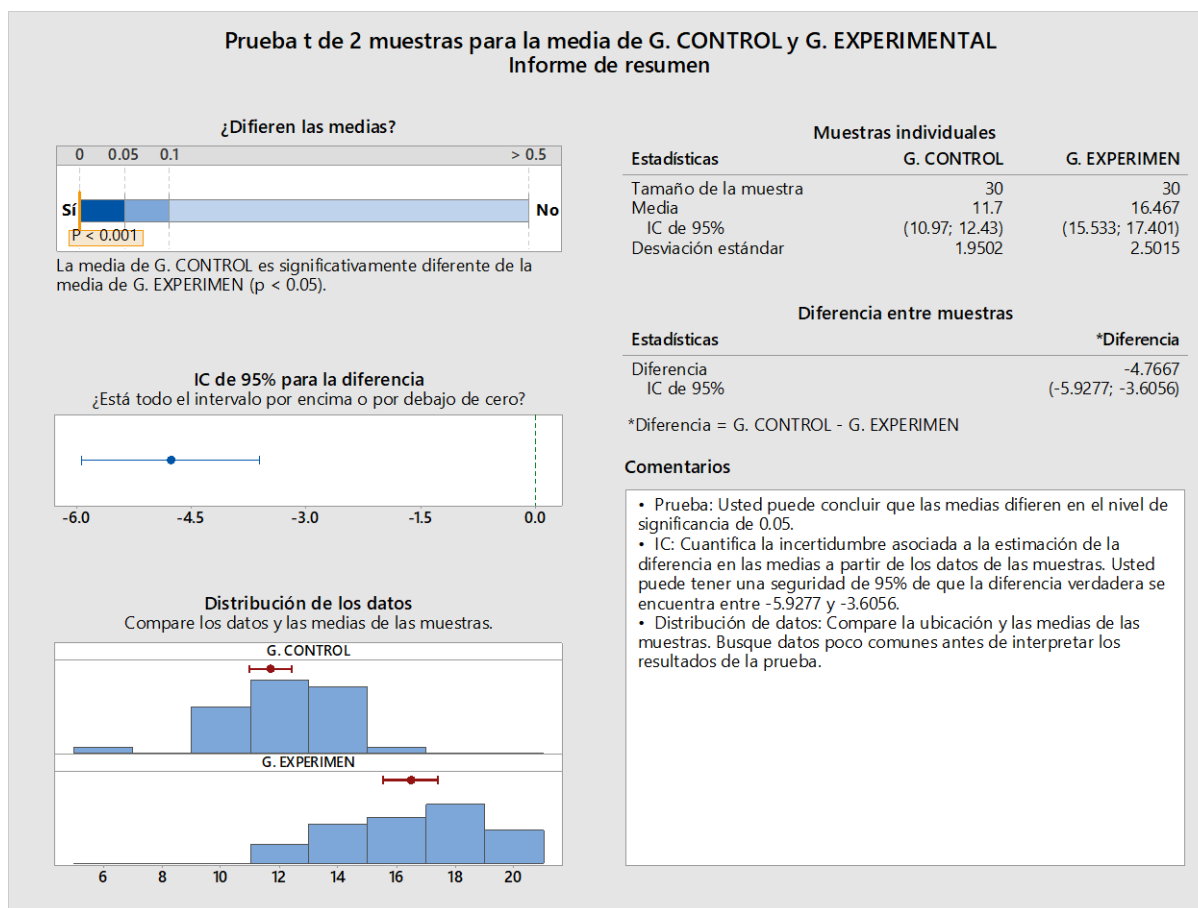 Prueba t de 2 muestras para la media de G. CONTROL y G. EXPERIMENTAL
Informe de resumen
¿Difieren las medias?
0 0.05 0.1 > 0.5
Sí No
P < 0.001
La media de G. CONTROL es significativamente diferente de la
media de G. EXPERIMEN (p < 0.05).
IC de 95% para la diferencia
¿Está todo el intervalo por encima o por debajo de cero?
-6.0 -4.5 -3.0 -1.5 0.0
Distribución de los datos
Compare los datos y las medias de las muestras.
G. CONTROL
G. EXPERIMEN
6 8 10 12 14 16 18 20
Muestras individuales
Estadísticas G. CONTROL G. EXPERIMEN
Tamaño de la muestra 30 30
Media 11.7 16.467
IC de 95% (10.97; 12.43) (15.533; 17.401)
Desviación estándar 1.9502 2.5015
Diferencia entre muestras
Estadísticas *Diferencia
Diferencia -4.7667
IC de 95% (-5.9277; -3.6056)
*Diferencia = G. CONTROL - G. EXPERIMEN
Comentarios
• Prueba: Usted puede concluir que las medias difieren en el nivel de
significancia de 0.05.
• IC: Cuantifica la incertidumbre asociada a la estimación de la
diferencia en las medias a partir de los datos de las muestras. Usted
puede tener una seguridad de 95% de que la diferencia verdadera se
encuentra entre -5.9277 y -3.6056.
• Distribución de datos: Compare la ubicación y las medias de las
muestras. Busque datos poco comunes antes de interpretar los
resultados de la prueba.